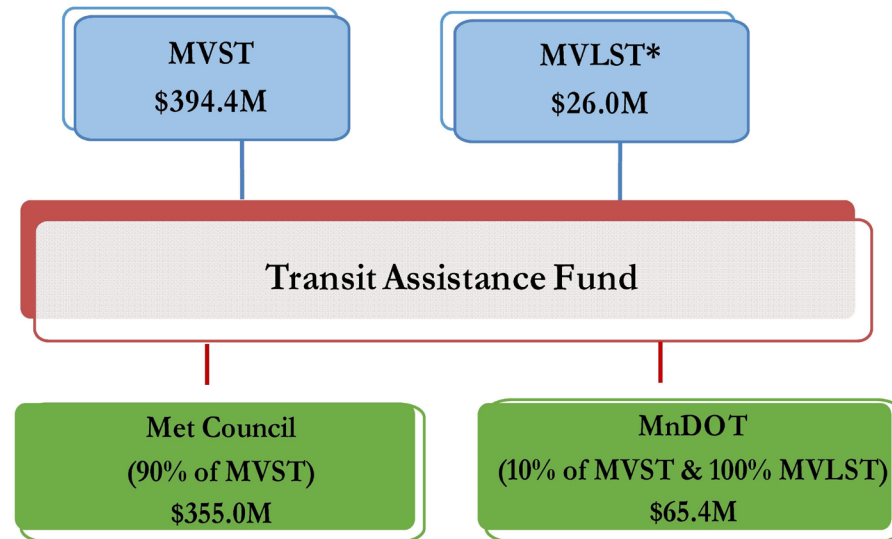 MVST
$394.4M
MVLST*
$26.0M
Transit Assistance Fund
Met Council
(90% of MVST)
$355.0M
MnDOT
(10% of MVST & 100% MVLST)
$65.4M